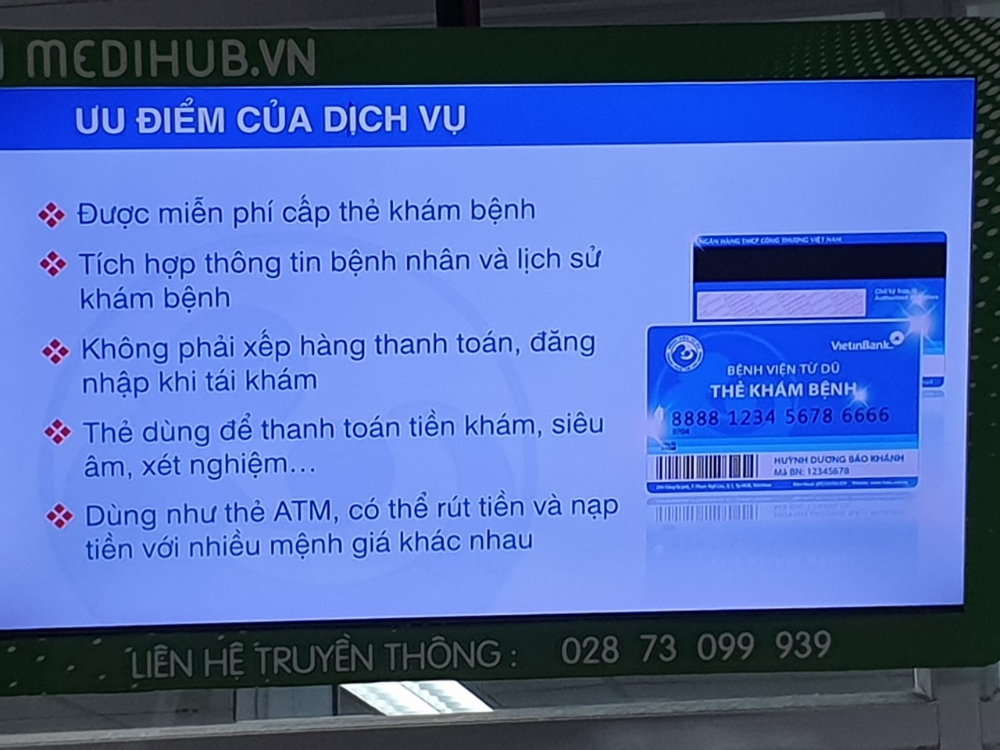 MEDIHUB.VN
ƯU ĐIỂM CỦA DỊCH VỤ
Được miễn phí cấp thẻ khám bệnh
Tích hợp thông tin bệnh nhân và lịch sử
khám bệnh
Không phải xếp hàng thanh toán, đăng
nhập khi tái khám
Thẻ dùng để thanh toán tiền khám, siêu
âm, xét nghiệm...
Dùng như thẻ ATM, có thể rút tiền và nạp
tiền với nhiều mệnh giá khác nhau
NGÂN HÀNG TMCP CÔNG THƯƠNG VIỆT NAM
VietinBank
BỆNH VIỆN TỪ DŨ
THẺ KHÁM BỆNH
8888 1234 5678 6666
8704
HUỲNH DƯƠNG BẢO KHÁNH
Mã BN: 12345678
LIÊN HỆ TRUYỀN THÔNG : 028 73 099 939